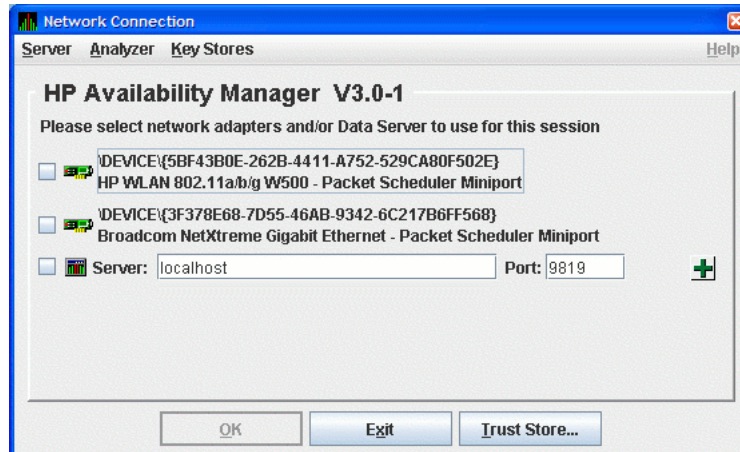 Network Connection
Server Analyzer Key Stores Help
HP Availability Manager V3.0-1
Please select network adapters and/or Data Server to use for this session
\DEVICE\{5BF43B0E-262B-4411-A752-529CA80F502E}
HP WLAN 802.11a/b/g W500 - Packet Scheduler Miniport
\DEVICE\{3F378E68-7D55-46AB-9342-6C217B6FF568}
Broadcom NetXtreme Gigabit Ethernet - Packet Scheduler Miniport
Server: localhost Port: 9819
OK Exit Trust Store...